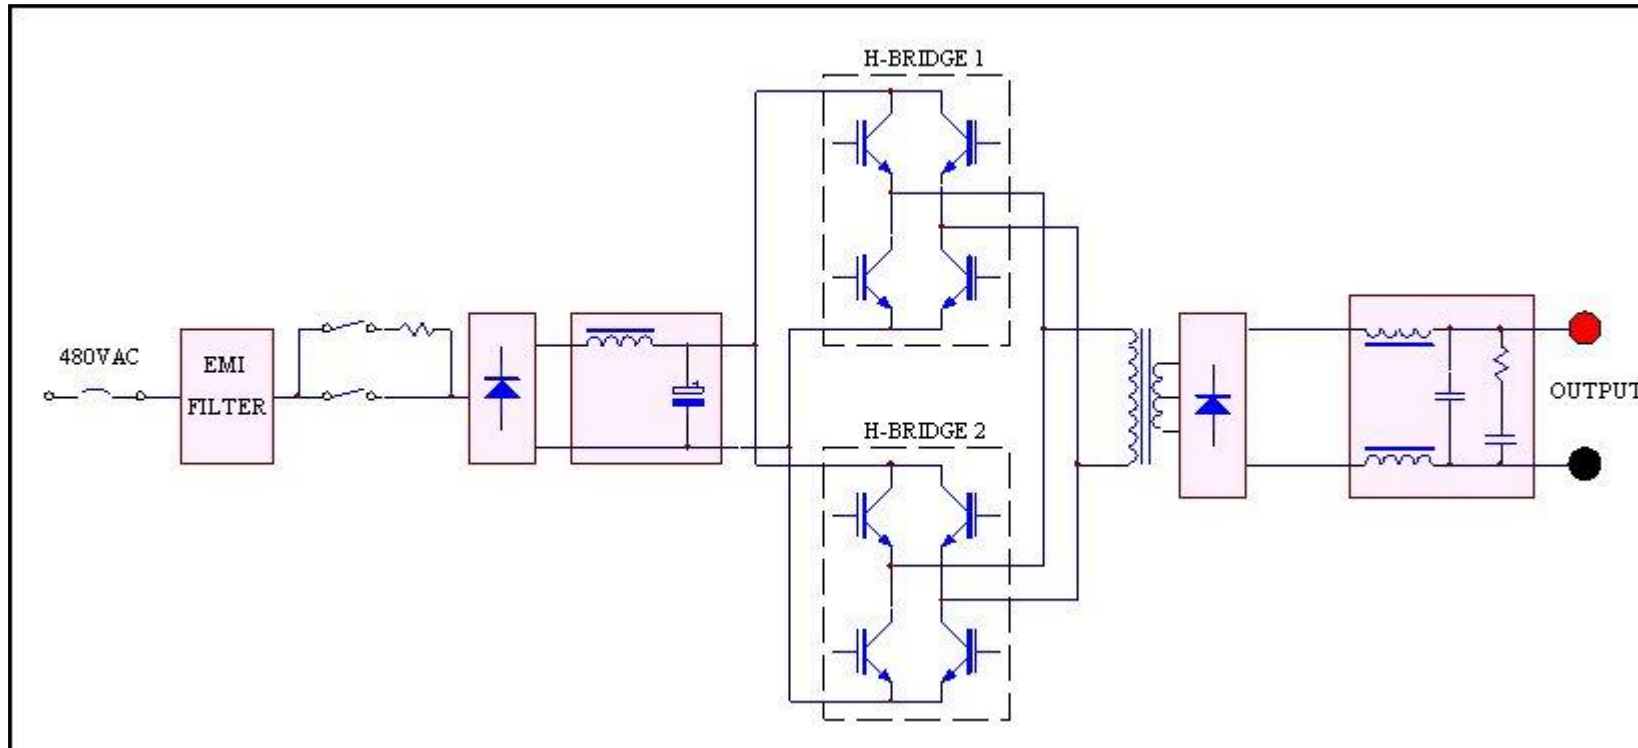 H-BRIDGE 1
480VAC
EMI
FILTER
OUTPUT
H-BRIDGE 2